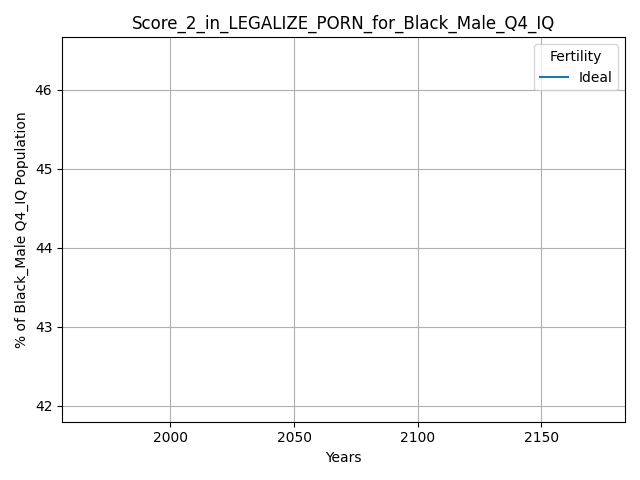 Score_2_in_LEGALIZE_PORN_for_Black_Male_Q4_IQ
Fertility
Ideal
46
45
44
43
42
% of Black_Male Q4_IQ Population
2000 2050 2100 2150
Years